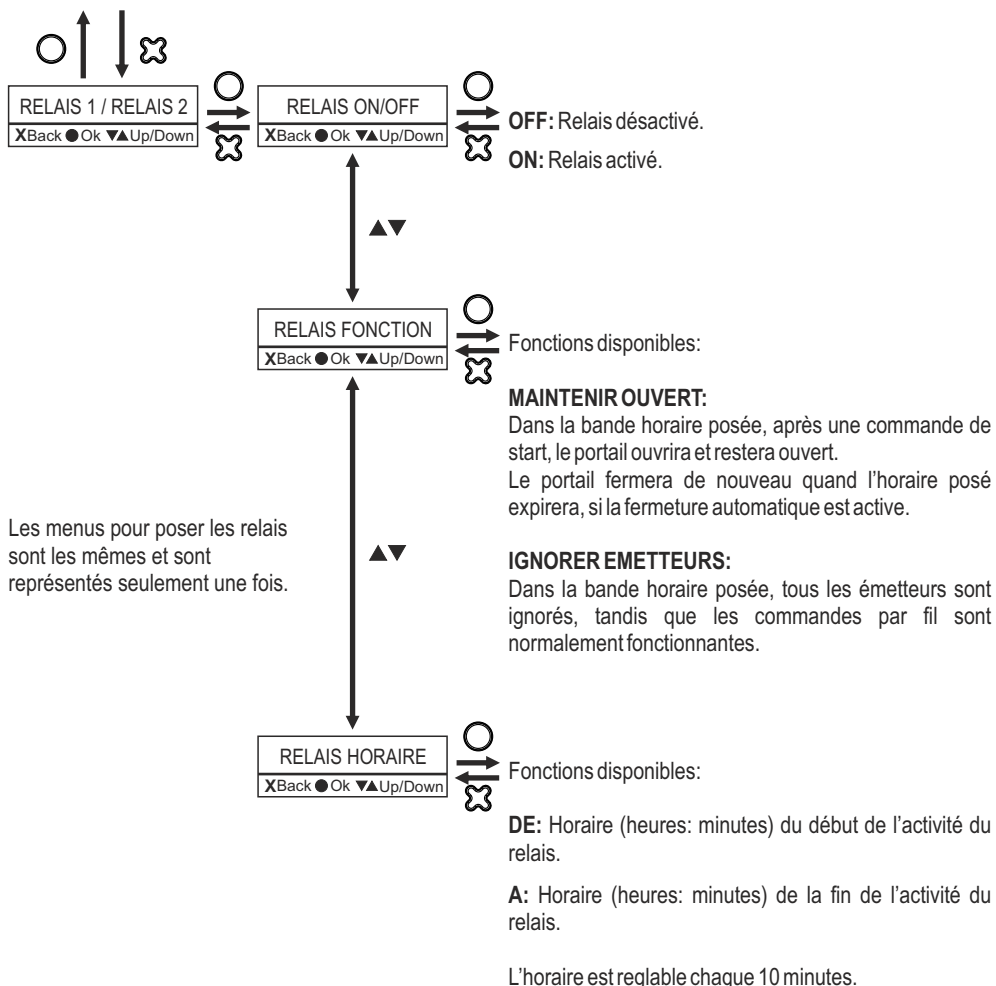 RELAIS 1 / RELAIS 2
XBack ●Ok ▼▲Up/Down
RELAIS ON/OFF
XBack ●Ok ▼▲Up/Down
OFF: Relais désactivé.
ON: Relais activé.
▲▼
RELAIS FONCTION
XBack ●Ok ▼▲Up/Down
Fonctions disponibles:
MAINTENIR OUVERT:
Dans la bande horaire posée, après une commande de
start, le portail ouvrira et restera ouvert.
Le portail fermera de nouveau quand l'horaire posé
expirera, si la fermeture automatique est active.
Les menus pour poser les relais
sont les mêmes et sont
représentés seulement une fois.
▲▼
IGNORER EMETTEURS:
Dans la bande horaire posée, tous les émetteurs sont
ignorés, tandis que les commandes par fil sont
normalement fonctionnantes.
RELAIS HORAIRE
XBack ●Ok ▼▲Up/Down
Fonctions disponibles:
DE: Horaire (heures: minutes) du début de l'activité du
relais.
A: Horaire (heures: minutes) de la fin de l'activité du
relais.
L'horaire est reglable chaque 10 minutes.